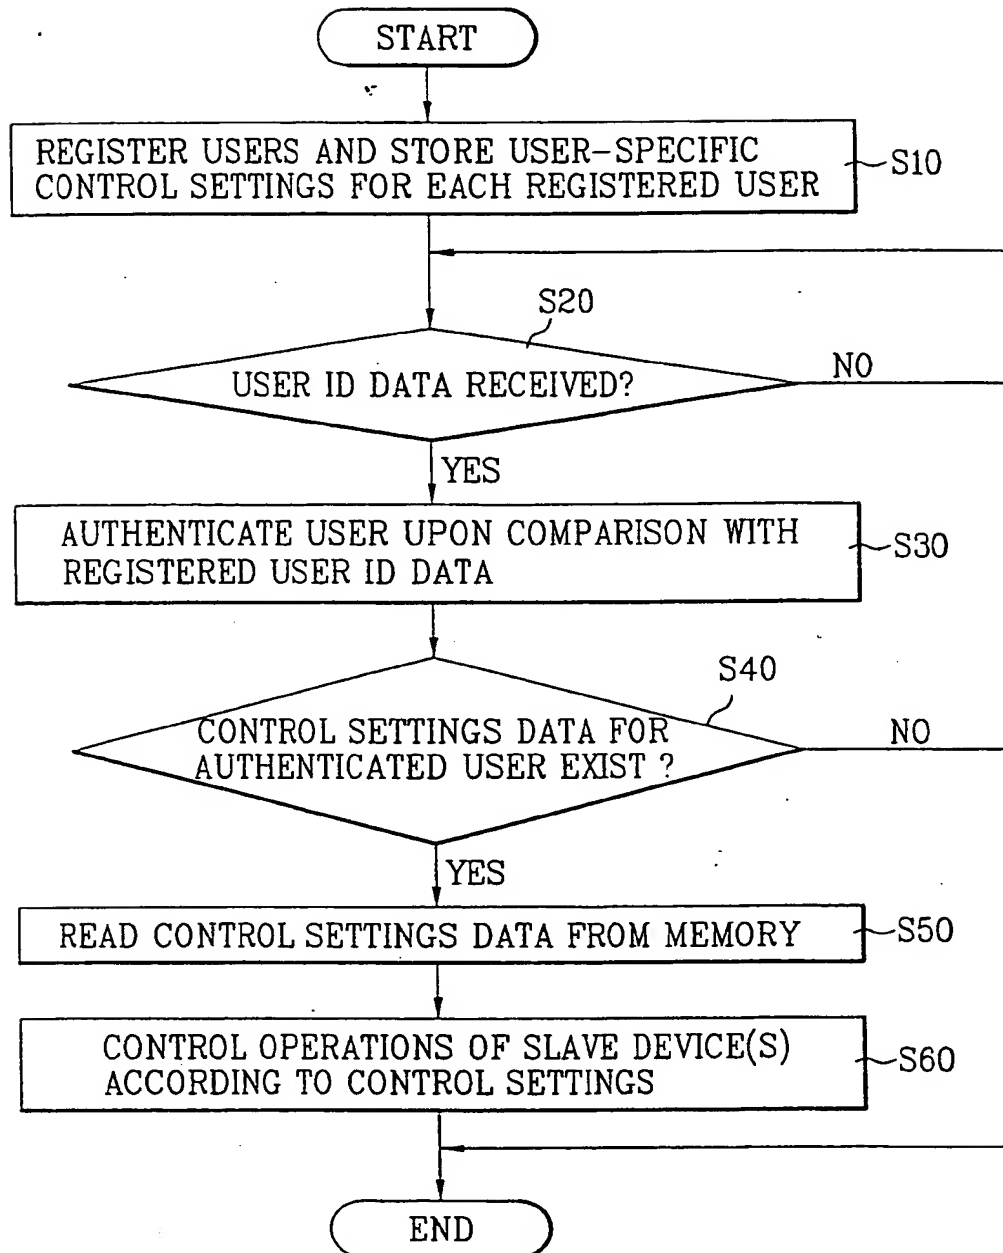 START
REGISTER USERS AND STORE USER-SPECIFIC
CONTROL SETTINGS FOR EACH REGISTERED USER
S10
S20
USER ID DATA RECEIVED?
NO
YES
AUTHENTICATE USER UPON COMPARISON WITH
REGISTERED USER ID DATA
S30
S40
CONTROL SETTINGS DATA FOR
AUTHENTICATED USER EXIST ?
NO
YES
READ CONTROL SETTINGS DATA FROM MEMORY
S50
CONTROL OPERATIONS OF SLAVE DEVICE(S)
ACCORDING TO CONTROL SETTINGS
S60
END